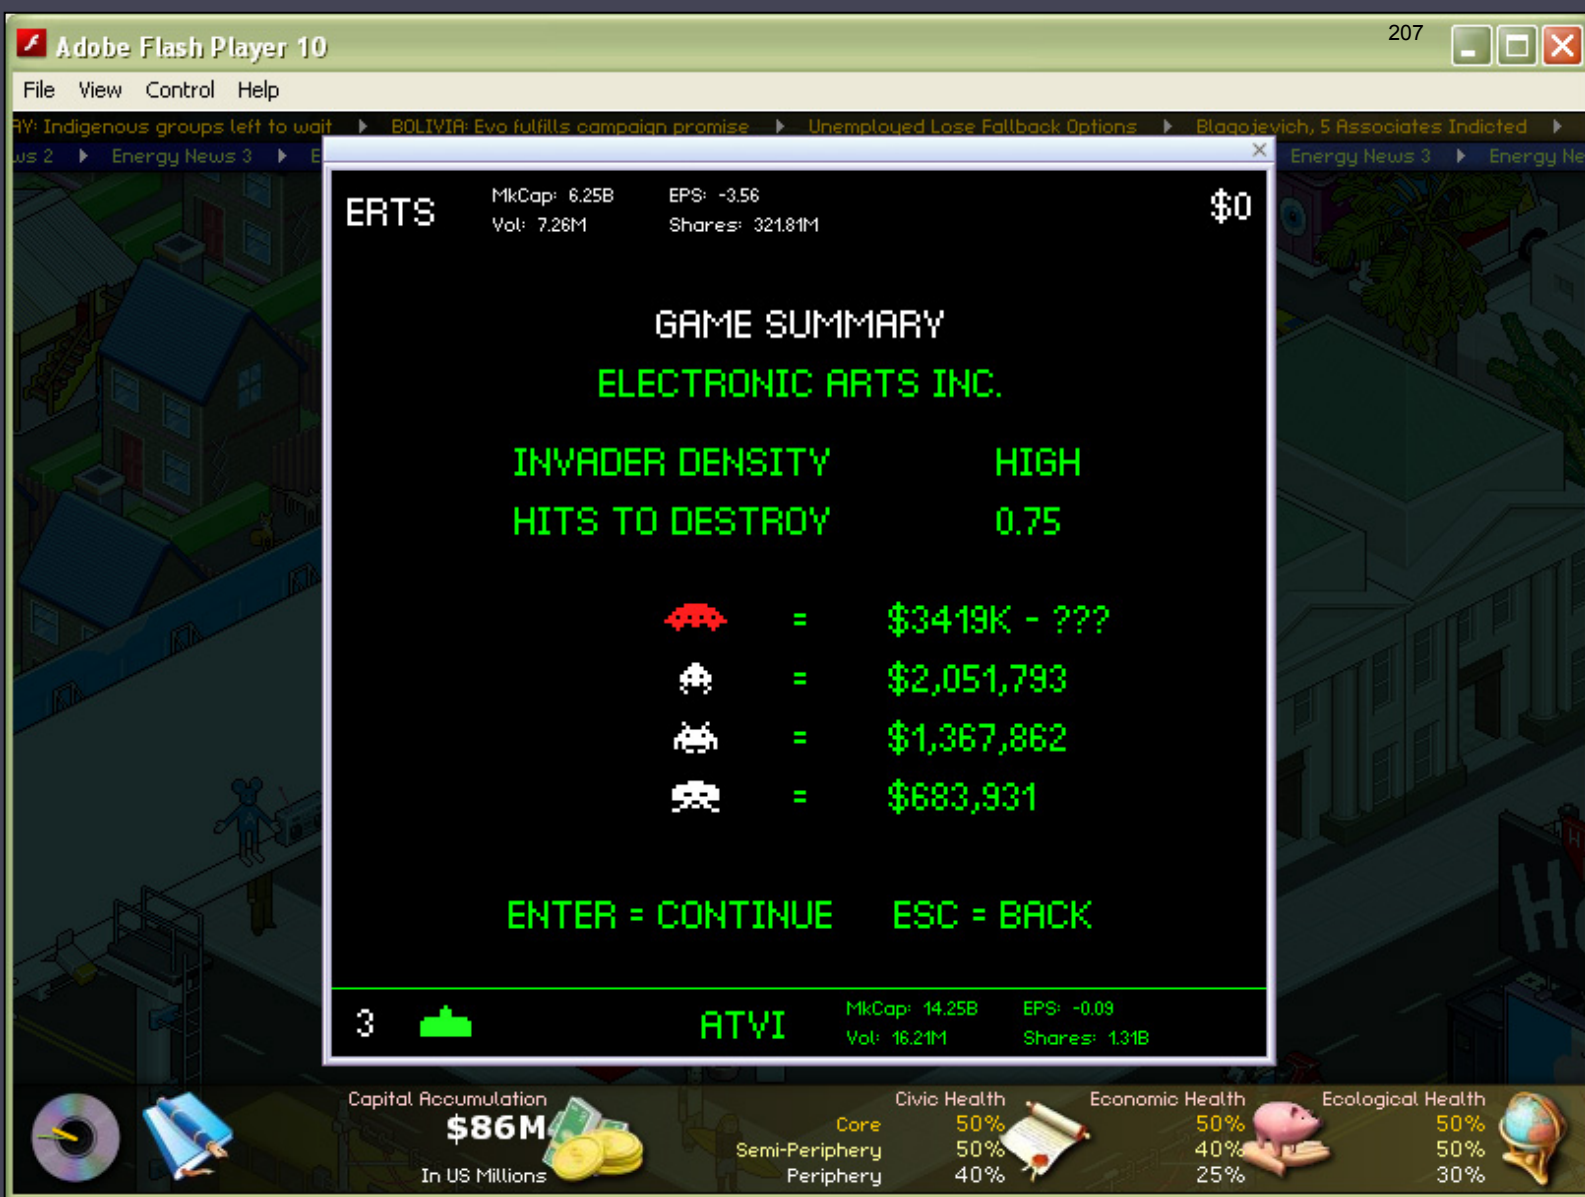 207
Adobe Flash Player 10
File View Control Help
AY: Indigenous groups left to wait BOLIVIA: Evo fulfills campaign promise Unemployed Lose Fallback Options Blagojevich, 5 Associates Indicted
ws 2 Energy News 3 E Energy News 3 Energy Ne
ERTS MkCap: 6.25B EPS: -3.56 $0
Vol: 7.26M Shares: 321.81M
GAME SUMMARY
ELECTRONIC ARTS INC.
INVADER DENSITY HIGH
HITS TO DESTROY 0.75
= $3419K - ???
= $2,051,793
= $1,367,862
= $683,931
ENTER = CONTINUE ESC = BACK
3 ATVI MkCap: 14.25B EPS: -0.09
Vol: 16.21M Shares: 1.31B
Capital Accumulation Civic Health Economic Health Ecological Health
$86M Core 50% 50% 50%
Semi-Periphery 50% 40% 50%
In US Millions Periphery 40% 25% 30%